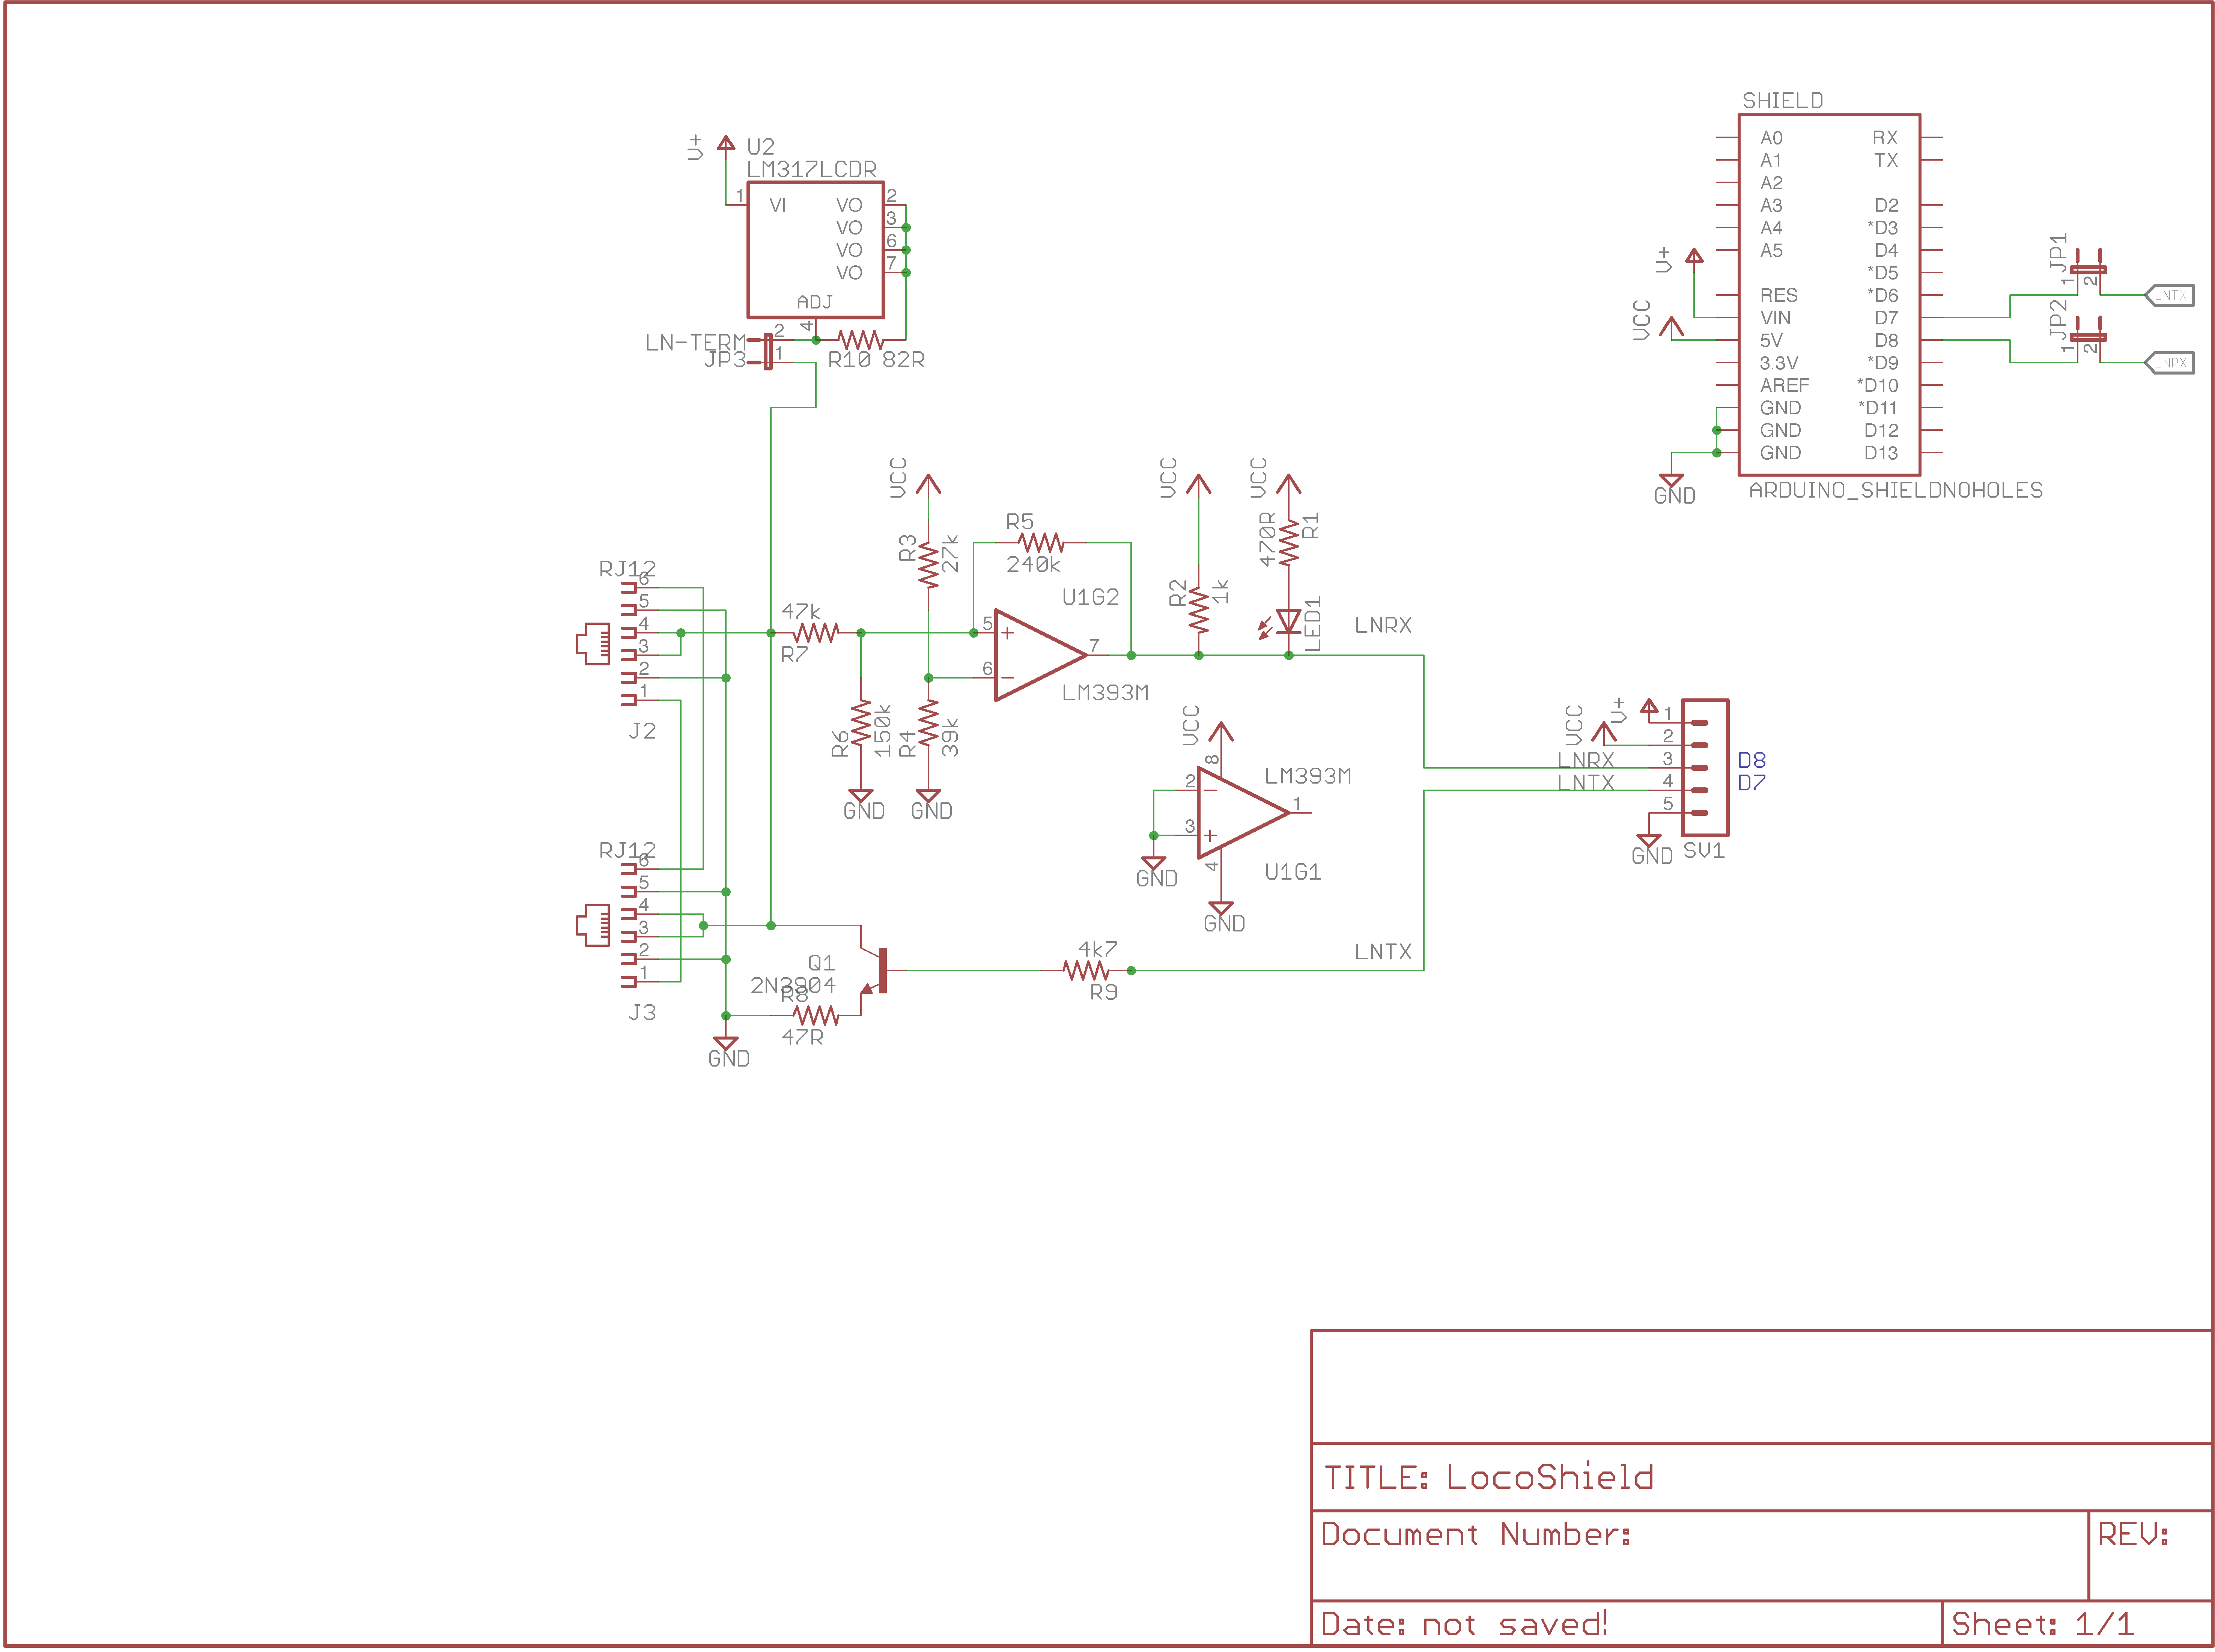 SHIELD
V+
U2
LM317LCDR
1
VI
VO
2
VO
3
VO
6
VO
7
ADJ
4
LN-TERM
JP3
2
1
R10 82R
A0
A1
A2
A3
A4
A5
RES
VIN
5V
3.3V
AREF
GND
GND
GND
RX
TX
D2
*D3
D4
*D5
*D6
D7
D8
*D9
*D10
*D11
D12
D13
V+
VCC
GND
ARDUINO_SHIELDNOHOLES
JP1
1
2
LNTX
JP2
1
2
LNRX
VCC
R3
27k
R5
240k
VCC
R2
1k
VCC
470R
R1
LED1
LNRX
RJ12
6
5
4
3
2
1
J2
47k
R7
U1G2
5
+
6
-
7
LM393M
R6
150k
GND
R4
39k
GND
VCC
8
LM393M
2
-
3
+
1
4
U1G1
GND
GND
VCC
V+
1
2
LNRX
3
D8
LNTX
4
D7
5
GND
SV1
RJ12
6
5
4
3
2
1
J3
Q1
2N3904
R8
47R
GND
4k7
R9
LNTX
TITLE: LocoShield
Document Number:
REV:
Date: not saved!
Sheet: 1/1